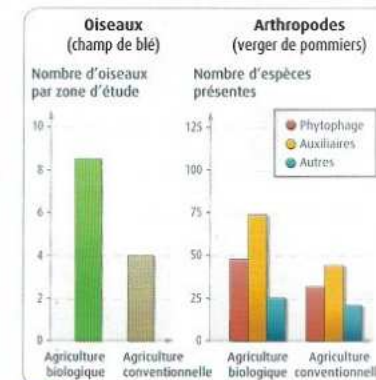 Oiseaux
(champ de blé)
Nombre d'oiseaux
par zone d'étude
10
8
6
4
2
0
Agriculture
biologique
Agriculture
conventionnelle
Arthropodes
(verger de pommiers)
Nombre d'espèces
présentes
125
100
75
50
25
0
Phytophage
Auxiliaires
Autres
Agriculture
biologique
Agriculture
conventionnelle